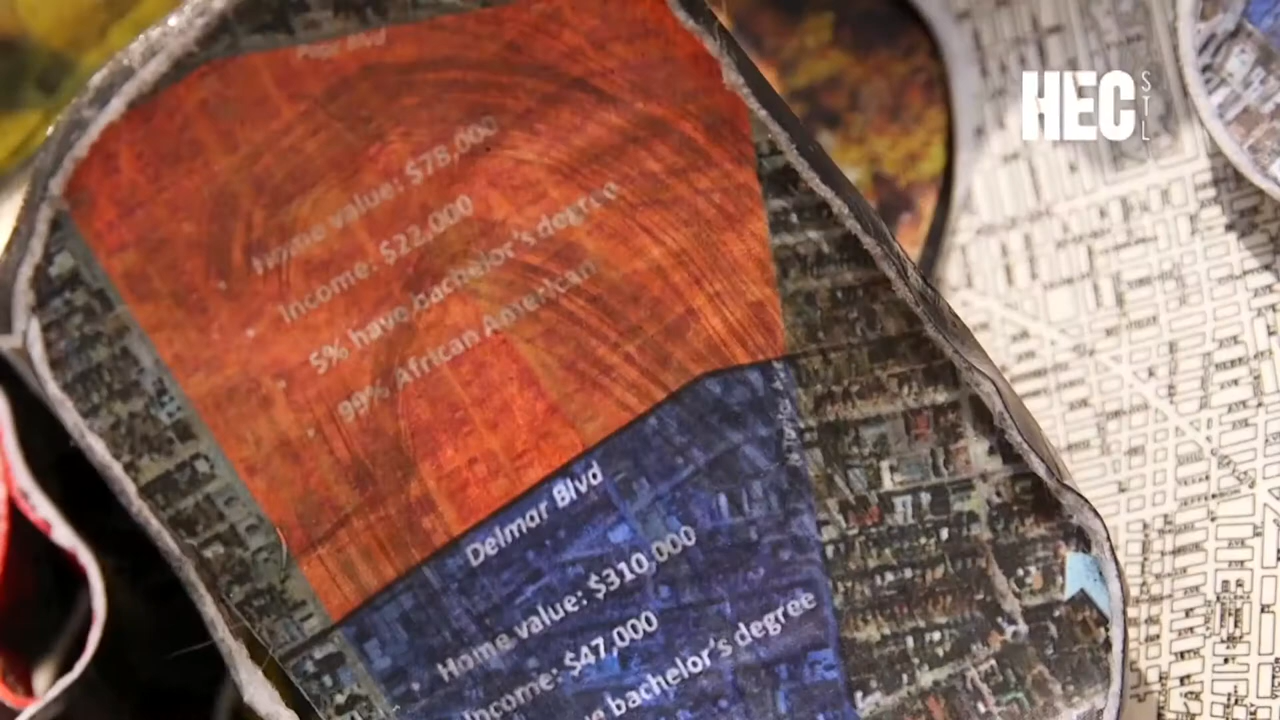 HEC
STL
Home value: $78,000
Income: $22,000
5% have bachelor's degree
99% African American
Delmar Blvd
Home value: $310,000
Income: $47,000
bachelor's degree